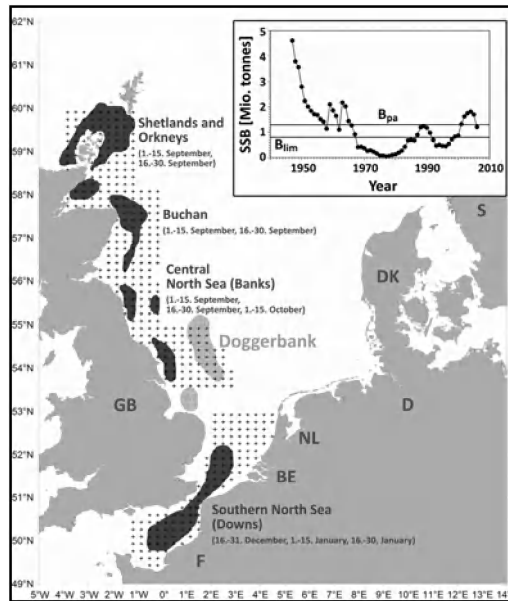 62°N
61°N
60°N
59°N
58°N
57°N
56°N
55°N
54°N
53°N
52°N
51°N
50°N
49°N
5°W 4°W 3°W 2°W 1°W 0° 1°E 2°E 3°E 4°E 5°E 6°E 7°E 8°E 9°E 10°E 11°E 12°E 13°E 14°E
SSB [Mio. tonnes]
5
4
3
2
1
0
Bpa
Blim
1950 1970 1990 2010
Year
Shetlands and
Orkneys
(1.-15. September,
16.-30. September)
Buchan
(1.-15. September, 16.-30. September)
Central
North Sea (Banks)
(1.-15. September,
16.-30. September, 1.-15. October)
Doggerbank
S
DK
GB
D
NL
BE
Southern North Sea
(Downs)
(16.-31. December, 1.-15. January, 16.-30, January)
F